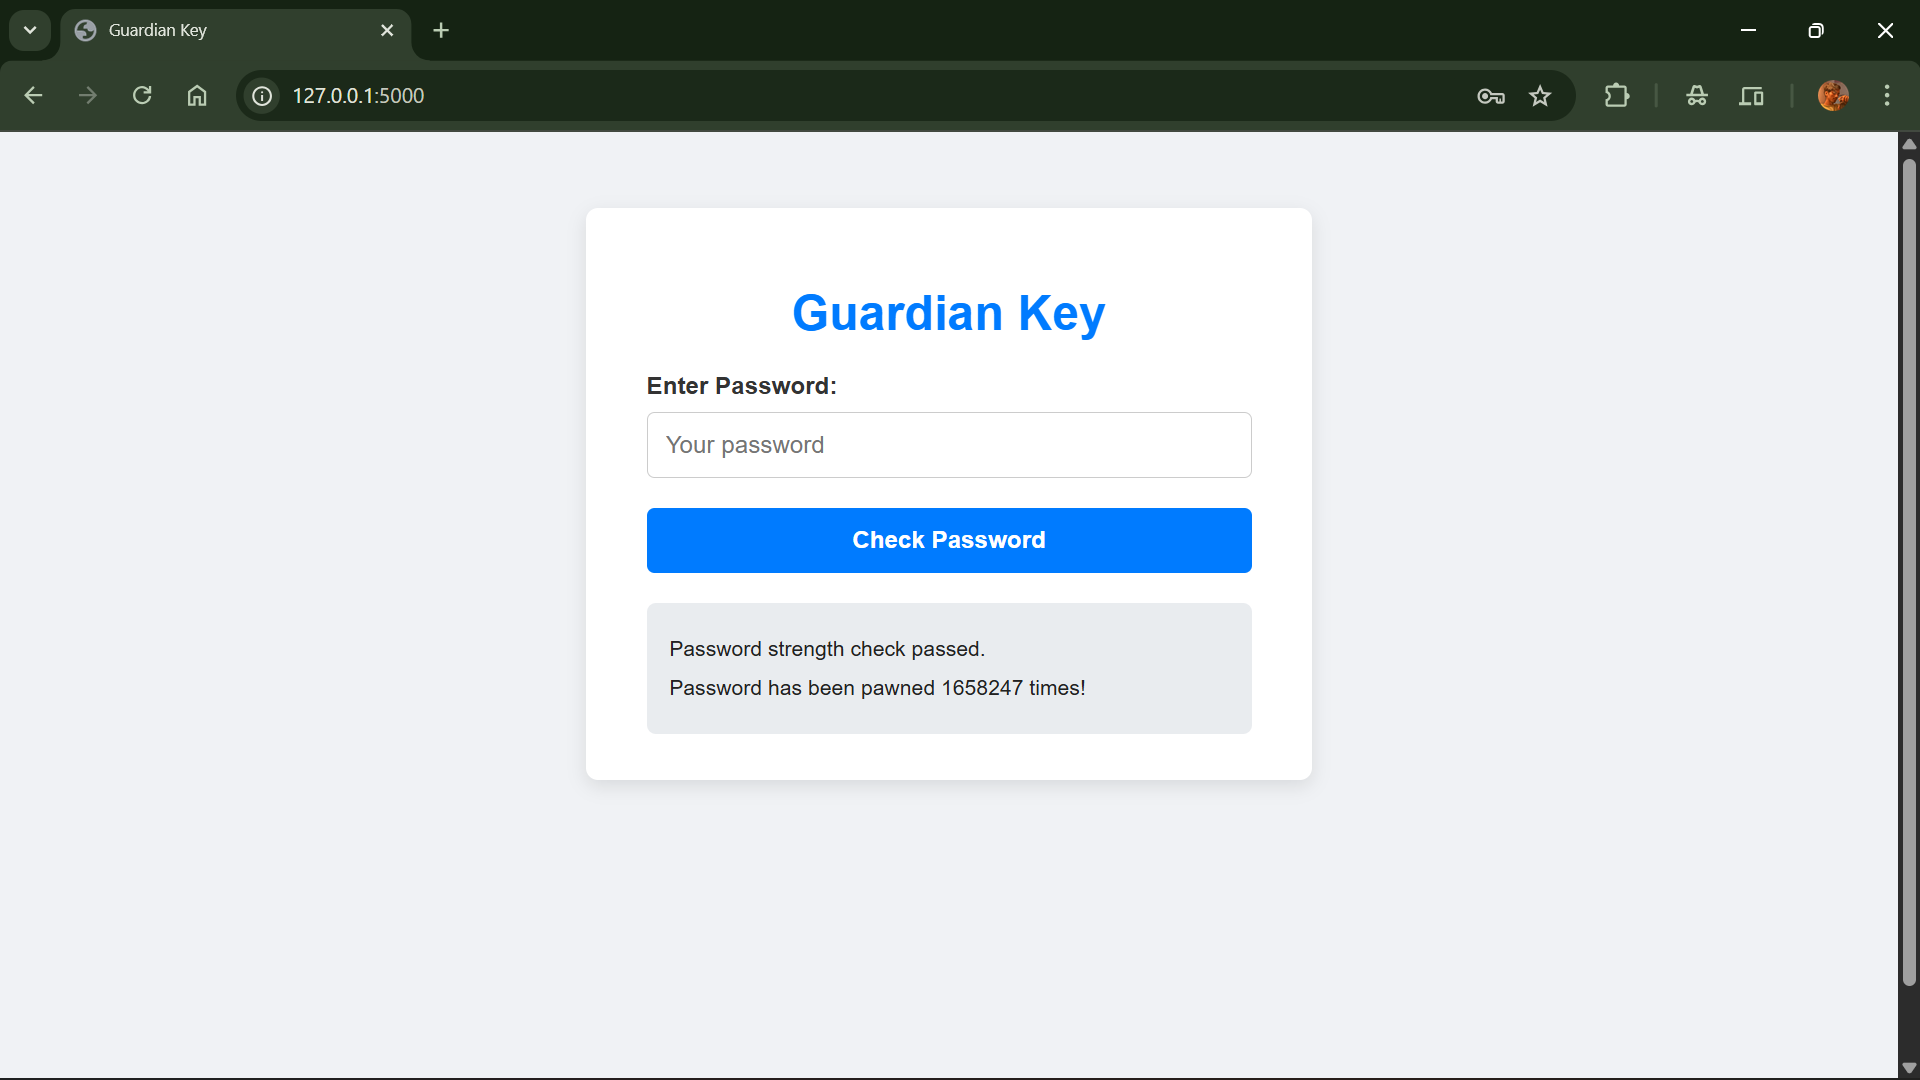 Guardian Key
127.0.0.1:5000
Guardian Key
Enter Password:
Your password
Check Password
Password strength check passed.
Password has been pawned 1658247 times!